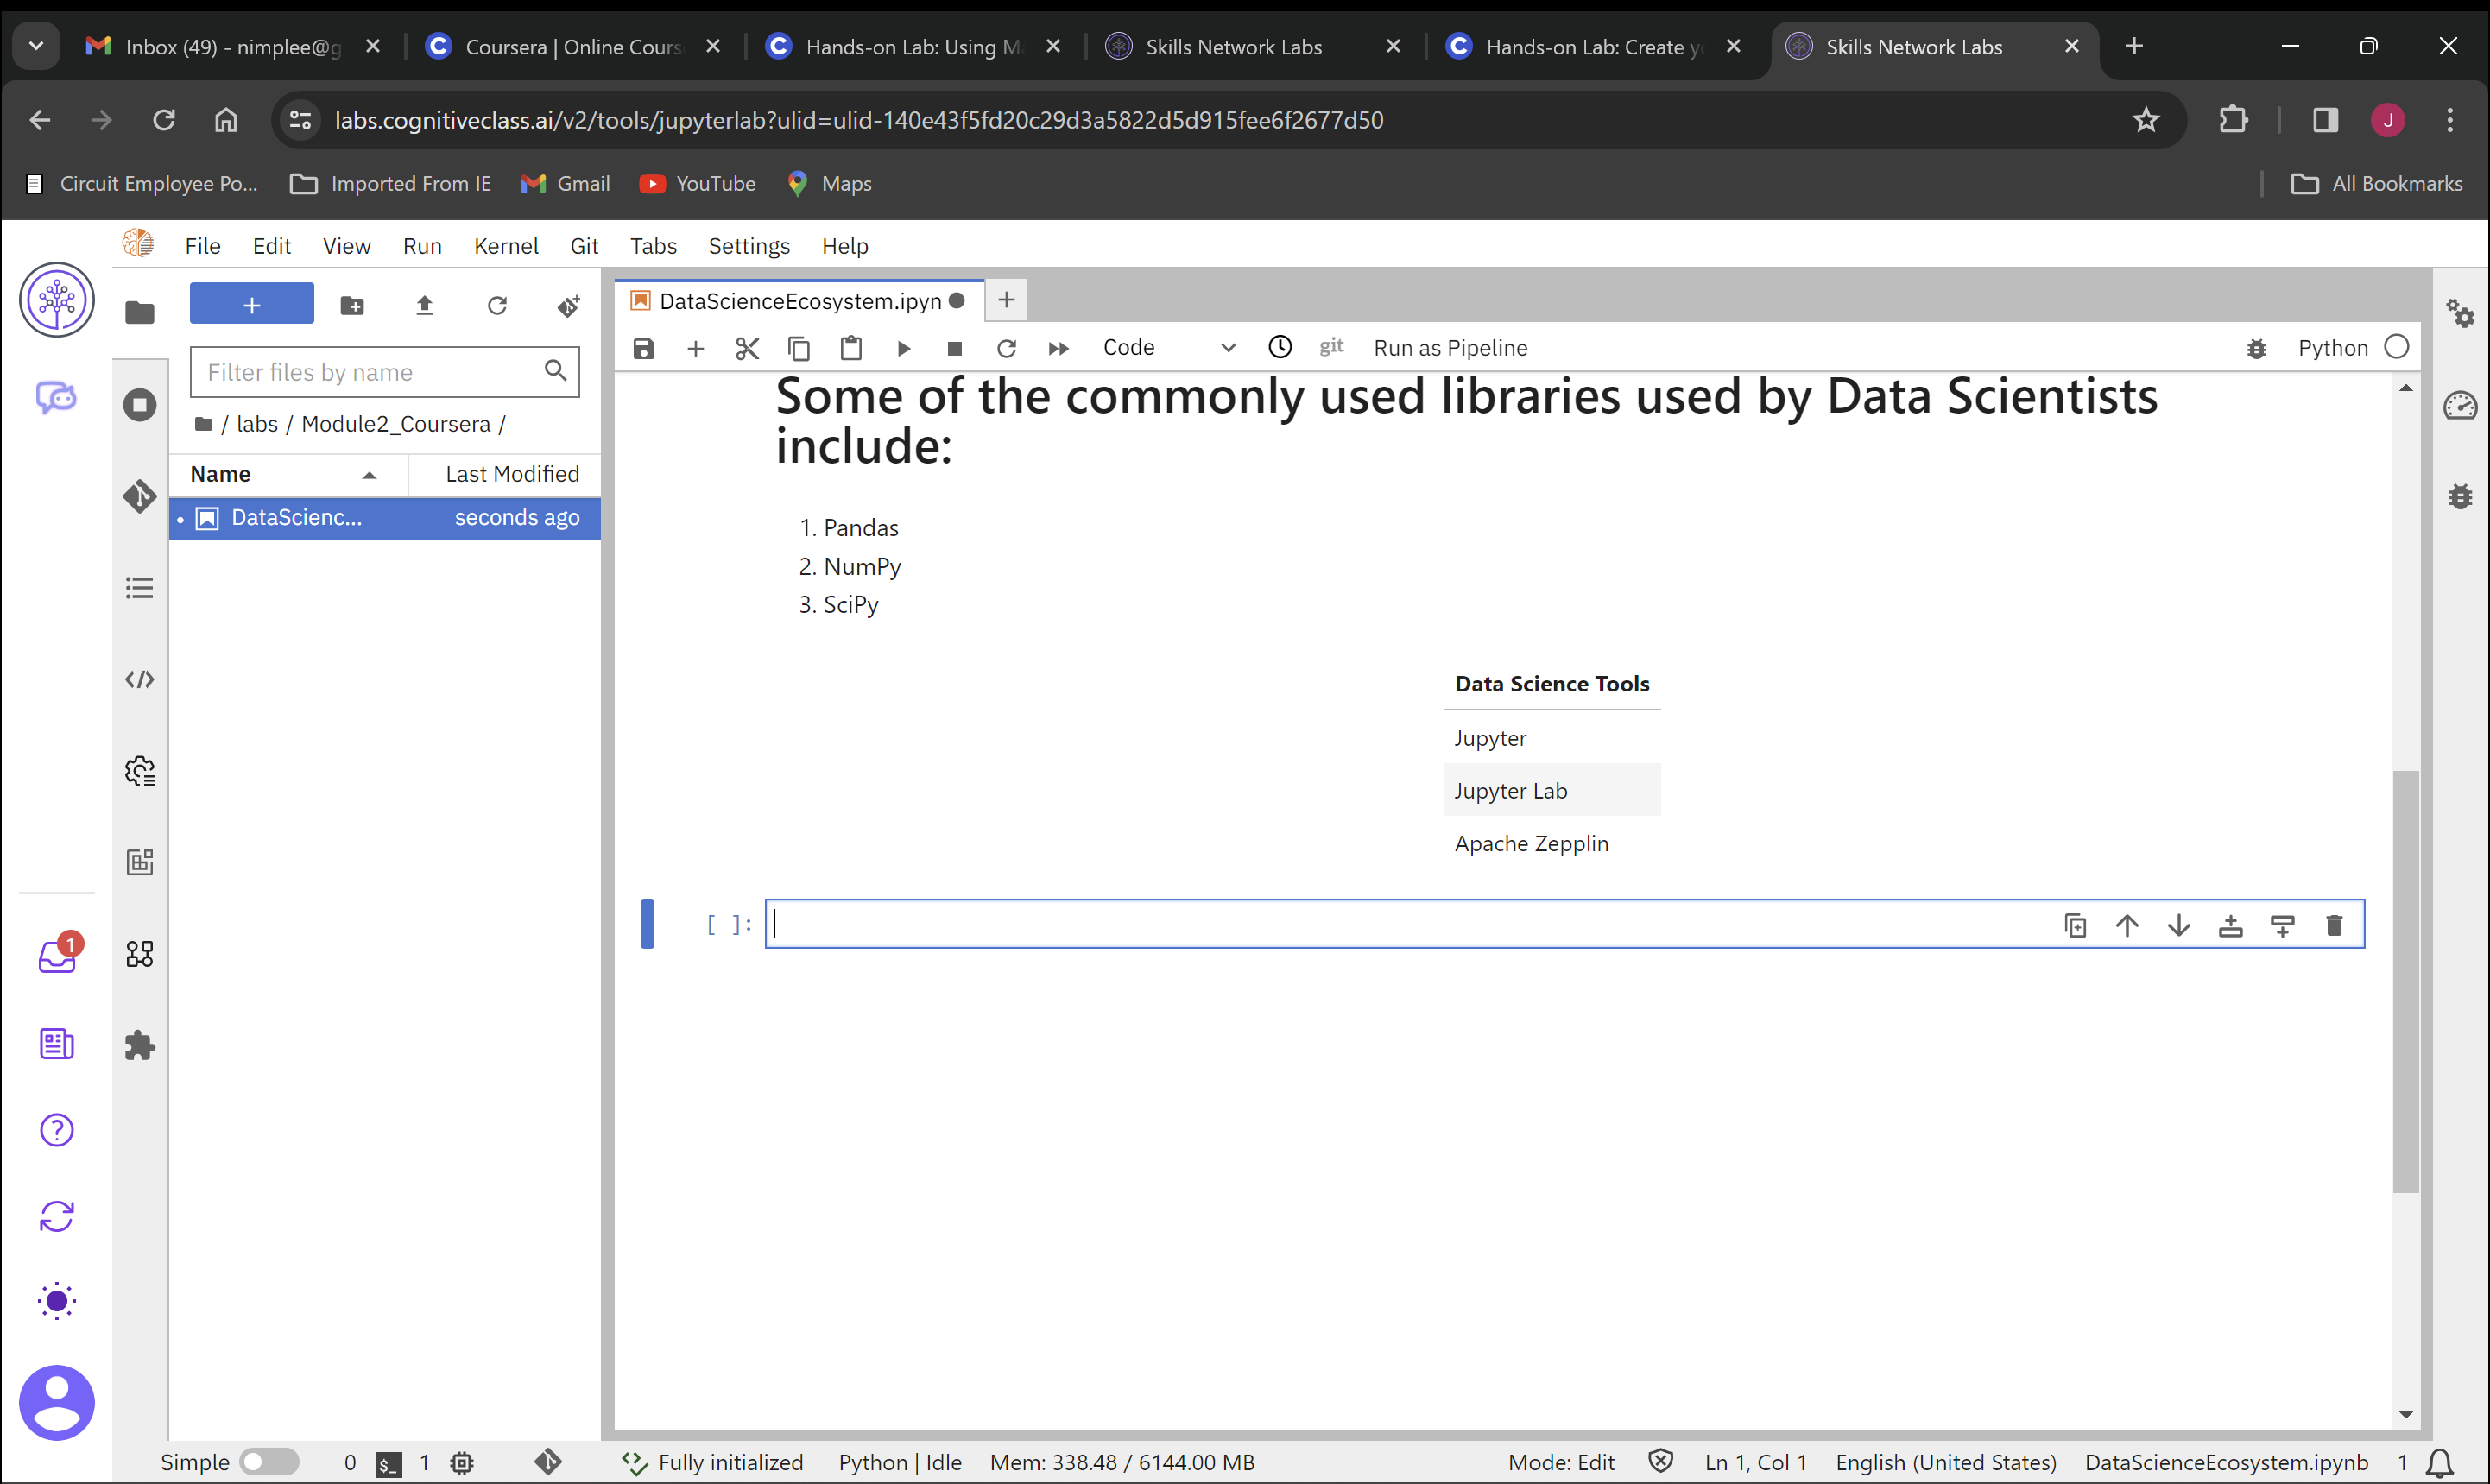 Inbox (49) - nimplee@g
Coursera | Online Cours
Hands-on Lab: Using M
Skills Network Labs
Hands-on Lab: Create yo
Skills Network Labs
labs.cognitiveclass.ai/v2/tools/jupyterlab?ulid=ulid-140e43f5fd20c29d3a5822d5d915fee6f2677d50
J
Circuit Employee Po...
Imported From IE
Gmail
YouTube
Maps
All Bookmarks
File Edit View Run Kernel Git Tabs Settings Help
DataScienceEcosystem.ipyn
Code
git
Run as Pipeline
Python
Filter files by name
/ labs / Module2_Coursera /
Name
Last Modified
DataScienc...
seconds ago
Some of the commonly used libraries used by Data Scientists
include:
1. Pandas
2. NumPy
3. SciPy
Data Science Tools
Jupyter
Jupyter Lab
Apache Zepplin
[ ]:
1
Simple
0
$_
1
Fully initialized
Python | Idle
Mem: 338.48 / 6144.00 MB
Mode: Edit
Ln 1, Col 1
English (United States)
DataScienceEcosystem.ipynb
1